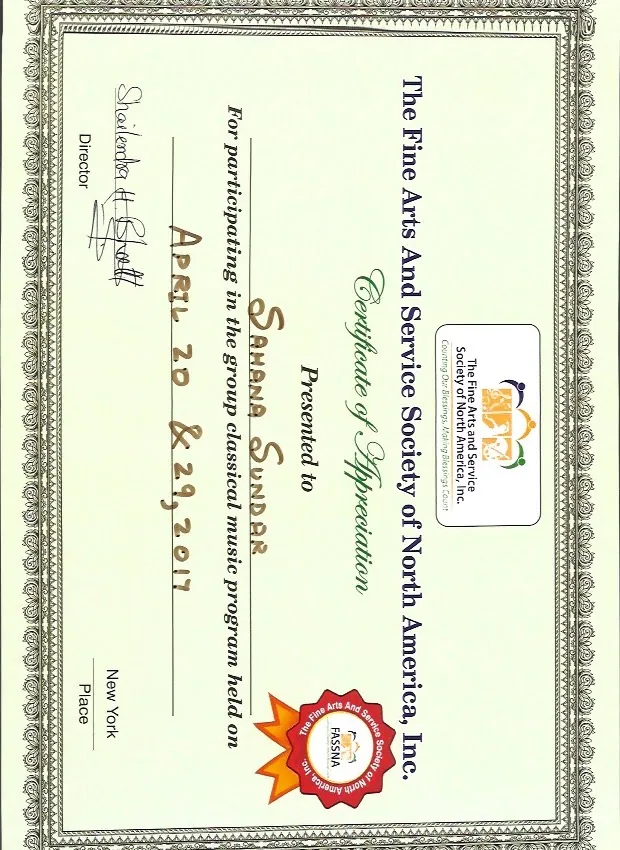 The Fine Arts and Service
Society of North America, Inc.
Counting Our Blessings, Making Blessings Count
The Fine Arts And Service Society of North America, Inc.
Certificate of Appreciation
Presented to
SAHANA SUNDAR
For participating in the group classical music program held on
APRIL 20 & 29, 2017
Shailendra H Bhatt
Director
New York
Place
The Fine Arts And Service Society of North America, Inc.
FASSNA